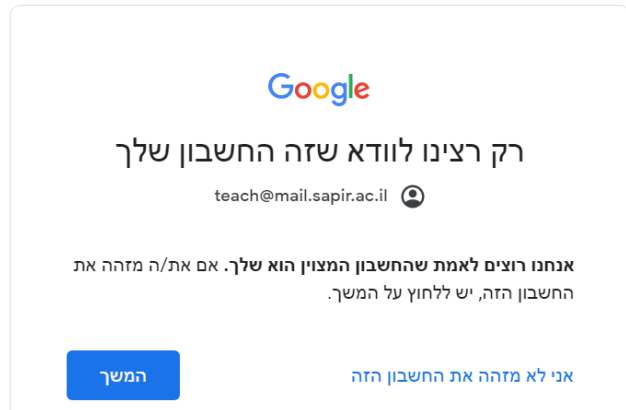 Google
רק רצינו לוודא שזה החשבון שלך
teach@mail.sapir.ac.il
אנחנו רוצים לאמת שהחשבון המצוין הוא שלך. אם את/ה מזהה את
החשבון הזה, יש ללחוץ על המשך.
אני לא מזהה את החשבון הזה
המשך